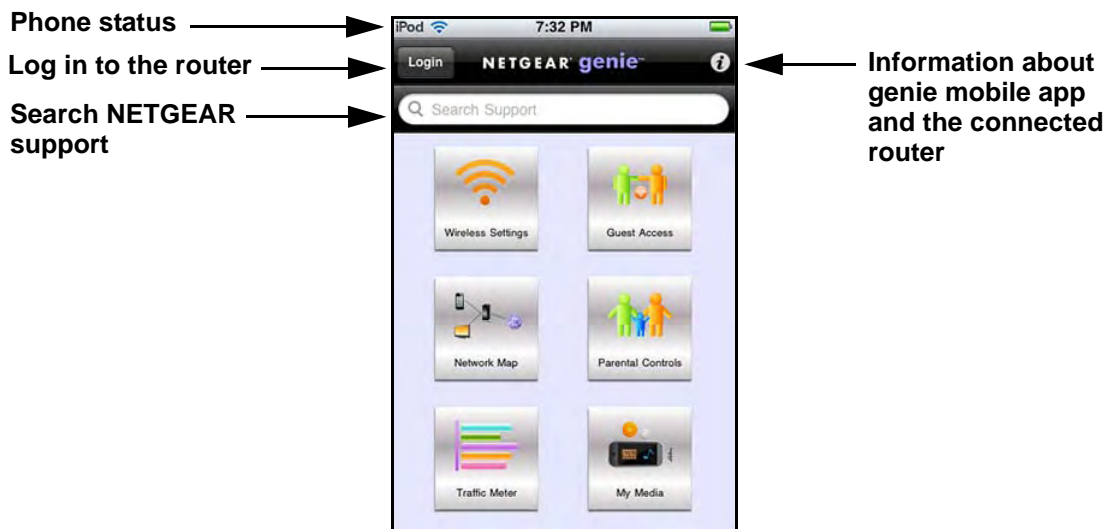 Phone status
Log in to the router
Search NETGEAR
support
iPod 7:32 PM
Login NETGEAR® genie™
Search Support
Information about
genie mobile app
and the connected
router
Wireless Settings Guest Access
Network Map Parental Controls
Traffic Meter My Media